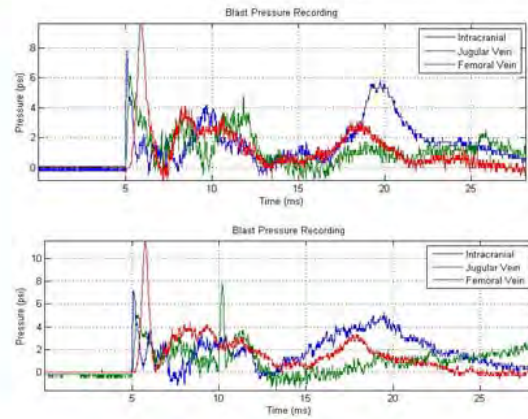 Blast Pressure Recording
Intracranial
Jugular Vein
Femoral Vein
Pressure (psi)
8
6
4
2
0
5
10
15
20
25
Time (ms)
Blast Pressure Recording
Intracranial
Jugular Vein
Femoral Vein
Pressure (psi)
10
8
6
4
2
0
5
10
15
20
25
Time (ms)